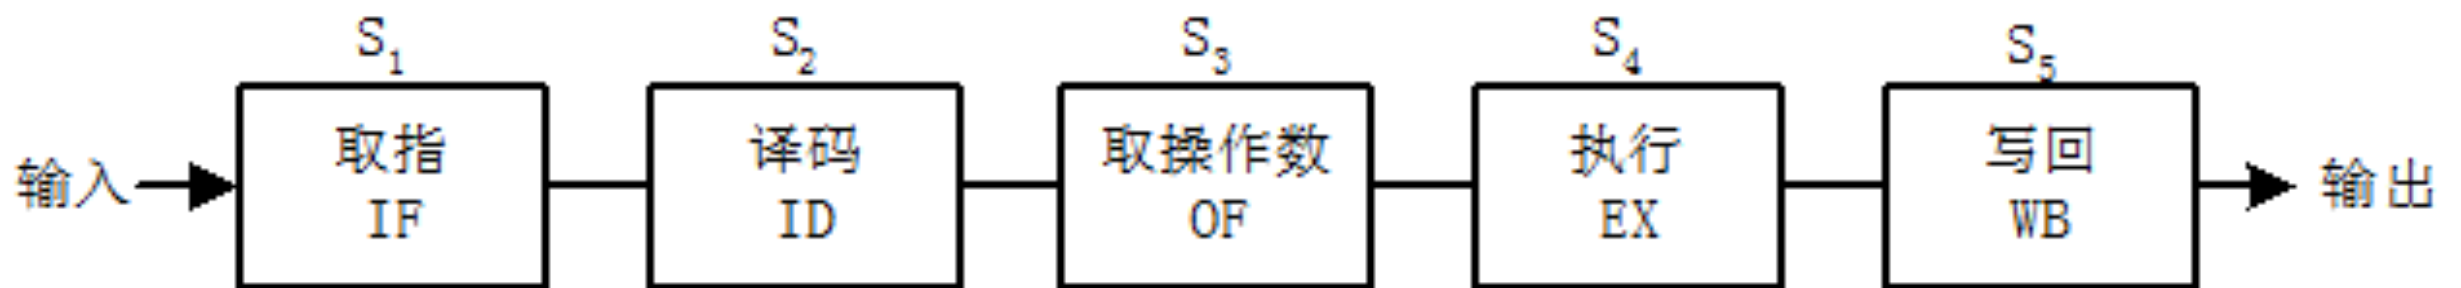 S₁
S₂
S₃
S₄
S₅
输入
取指
IF
译码
ID
取操作数
OF
执行
EX
写回
WB
输出